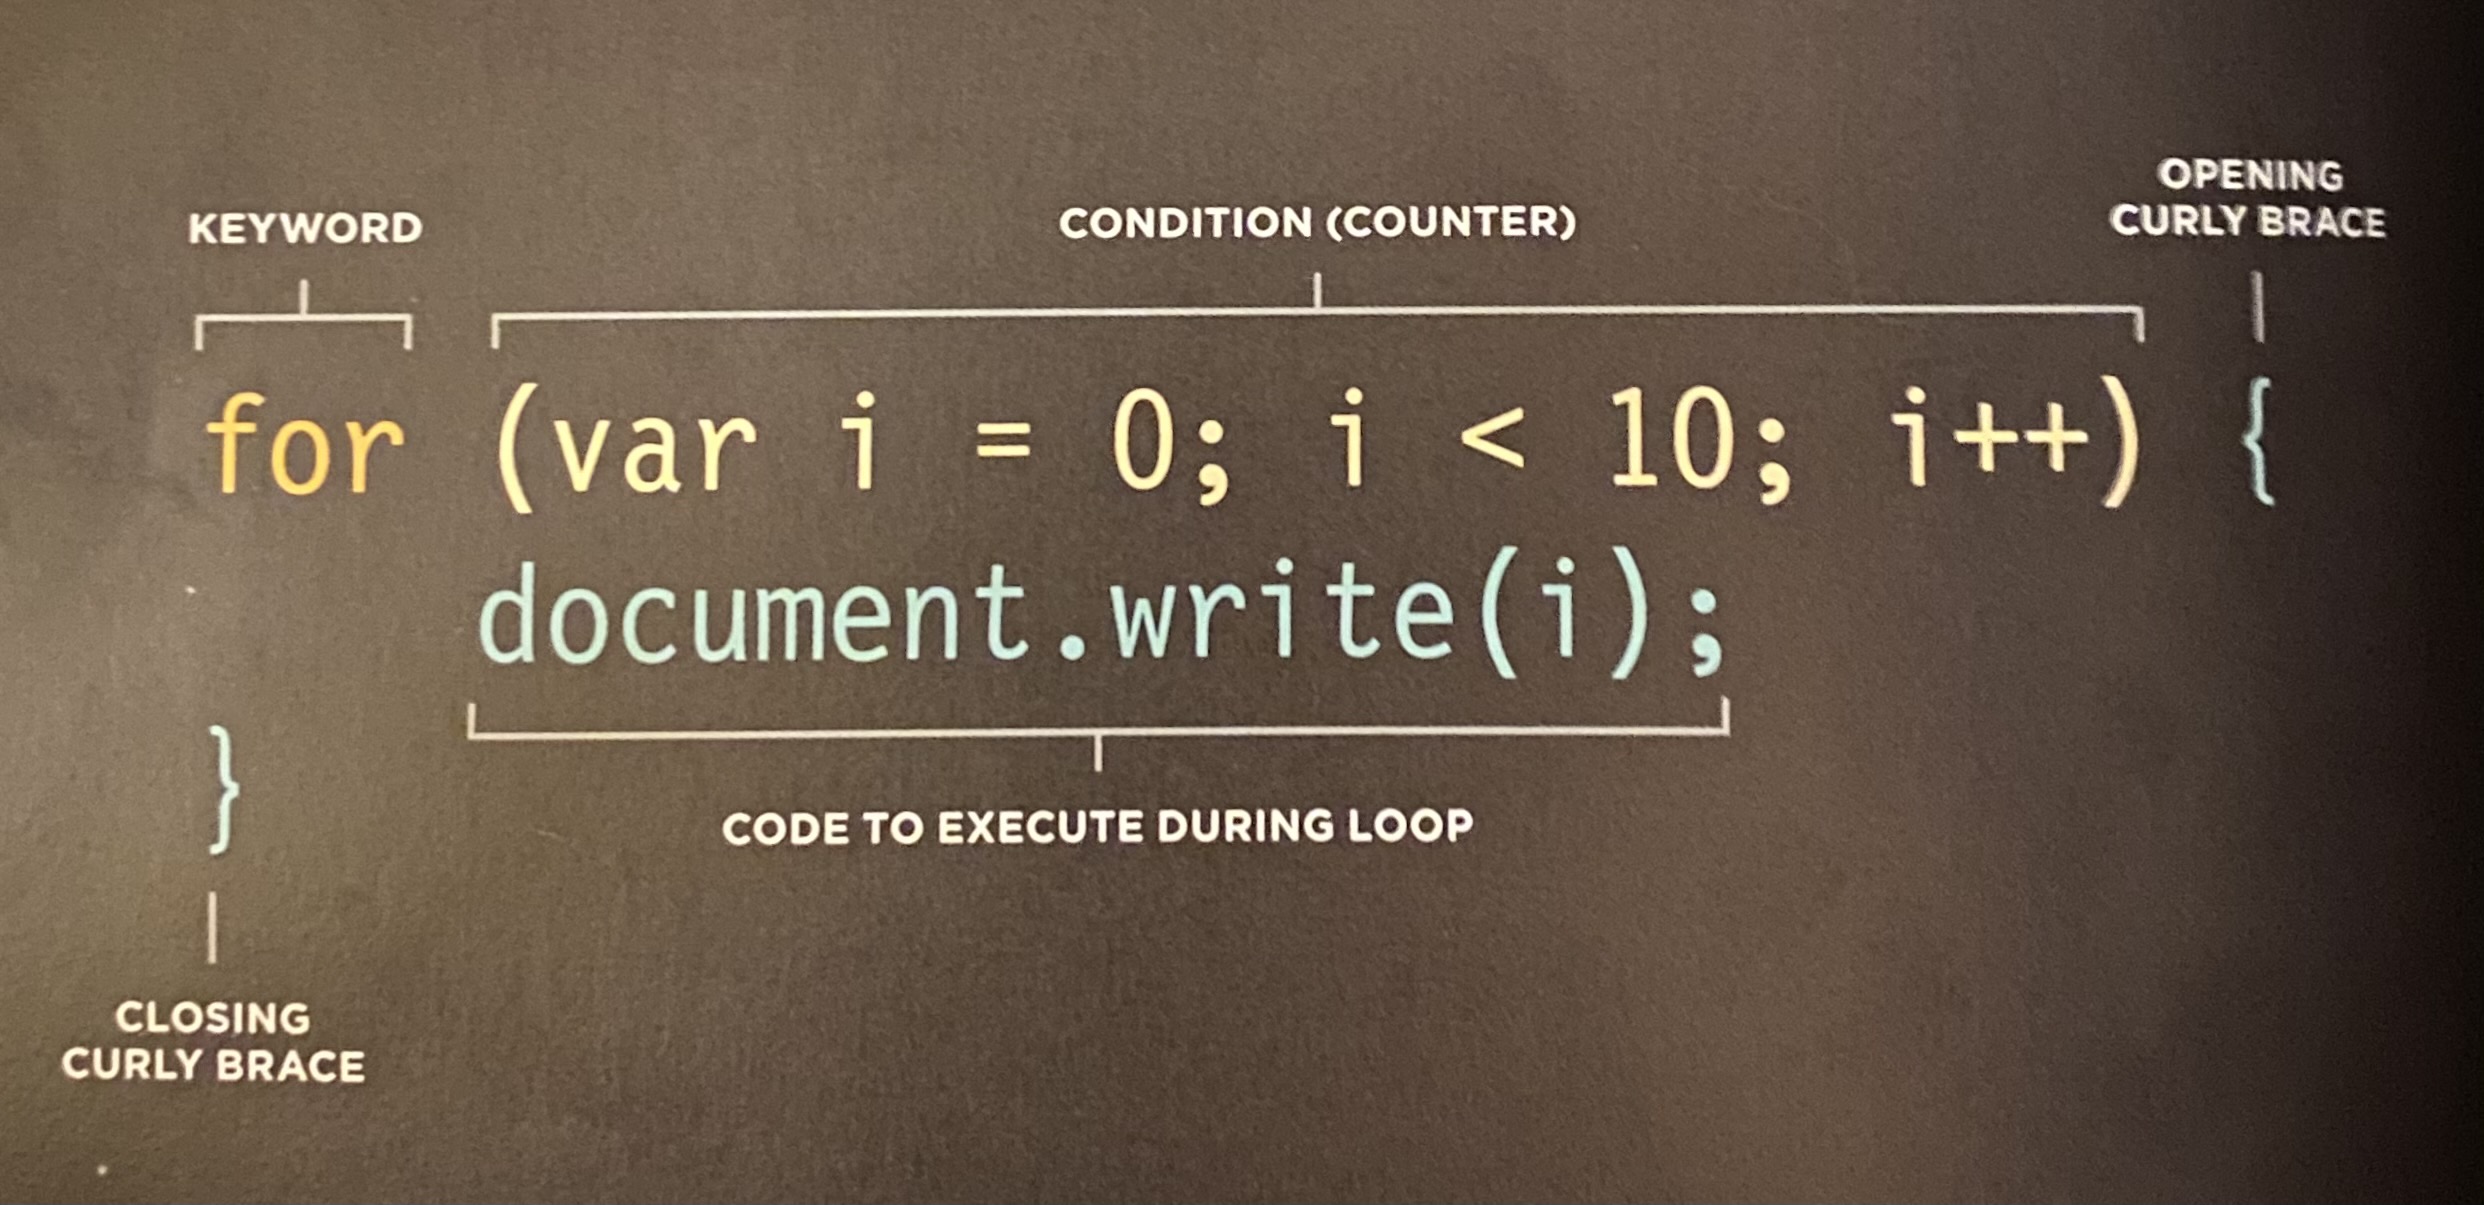 KEYWORD
CONDITION (COUNTER)
OPENING
CURLY BRACE
for (var i = 0; i < 10; i++) {
document.write(i);
}
CODE TO EXECUTE DURING LOOP
CLOSING
CURLY BRACE